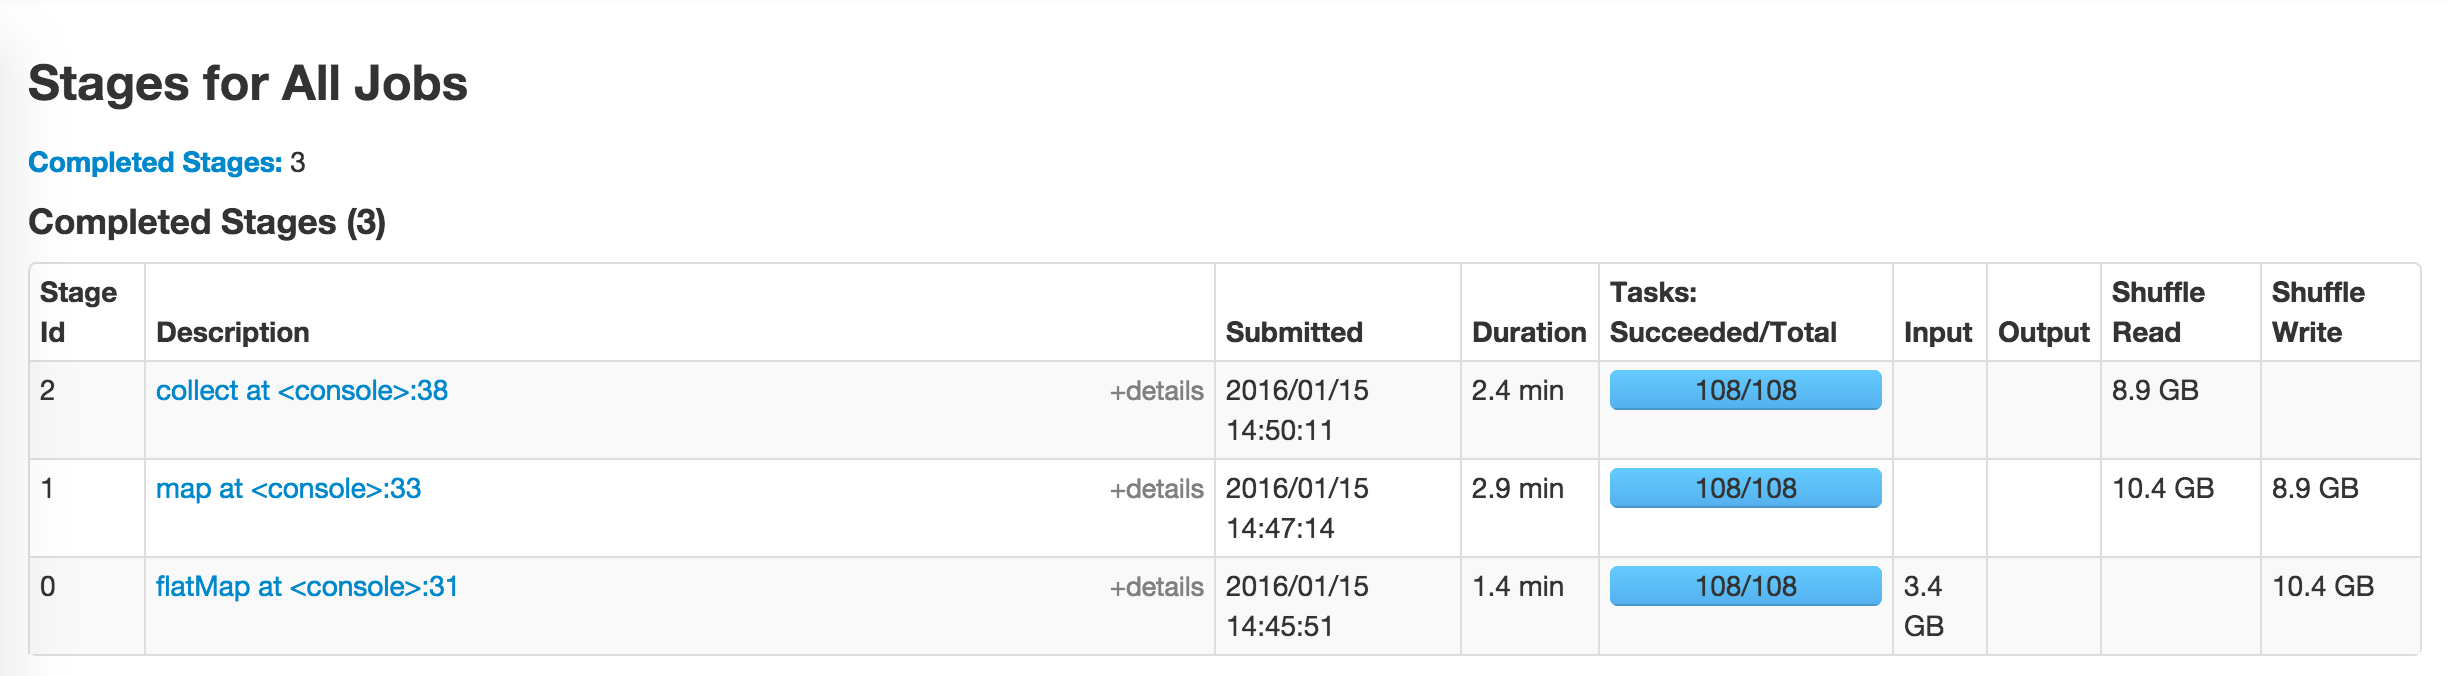 Stages for All Jobs
Completed Stages: 3
Completed Stages (3)
Stage Id Description Submitted Duration Tasks: Succeeded/Total Input Output Shuffle Read Shuffle Write
2 collect at <console>:38 +details 2016/01/15 14:50:11 2.4 min 108/108 8.9 GB
1 map at <console>:33 +details 2016/01/15 14:47:14 2.9 min 108/108 10.4 GB 8.9 GB
0 flatMap at <console>:31 +details 2016/01/15 14:45:51 1.4 min 108/108 3.4 GB 10.4 GB